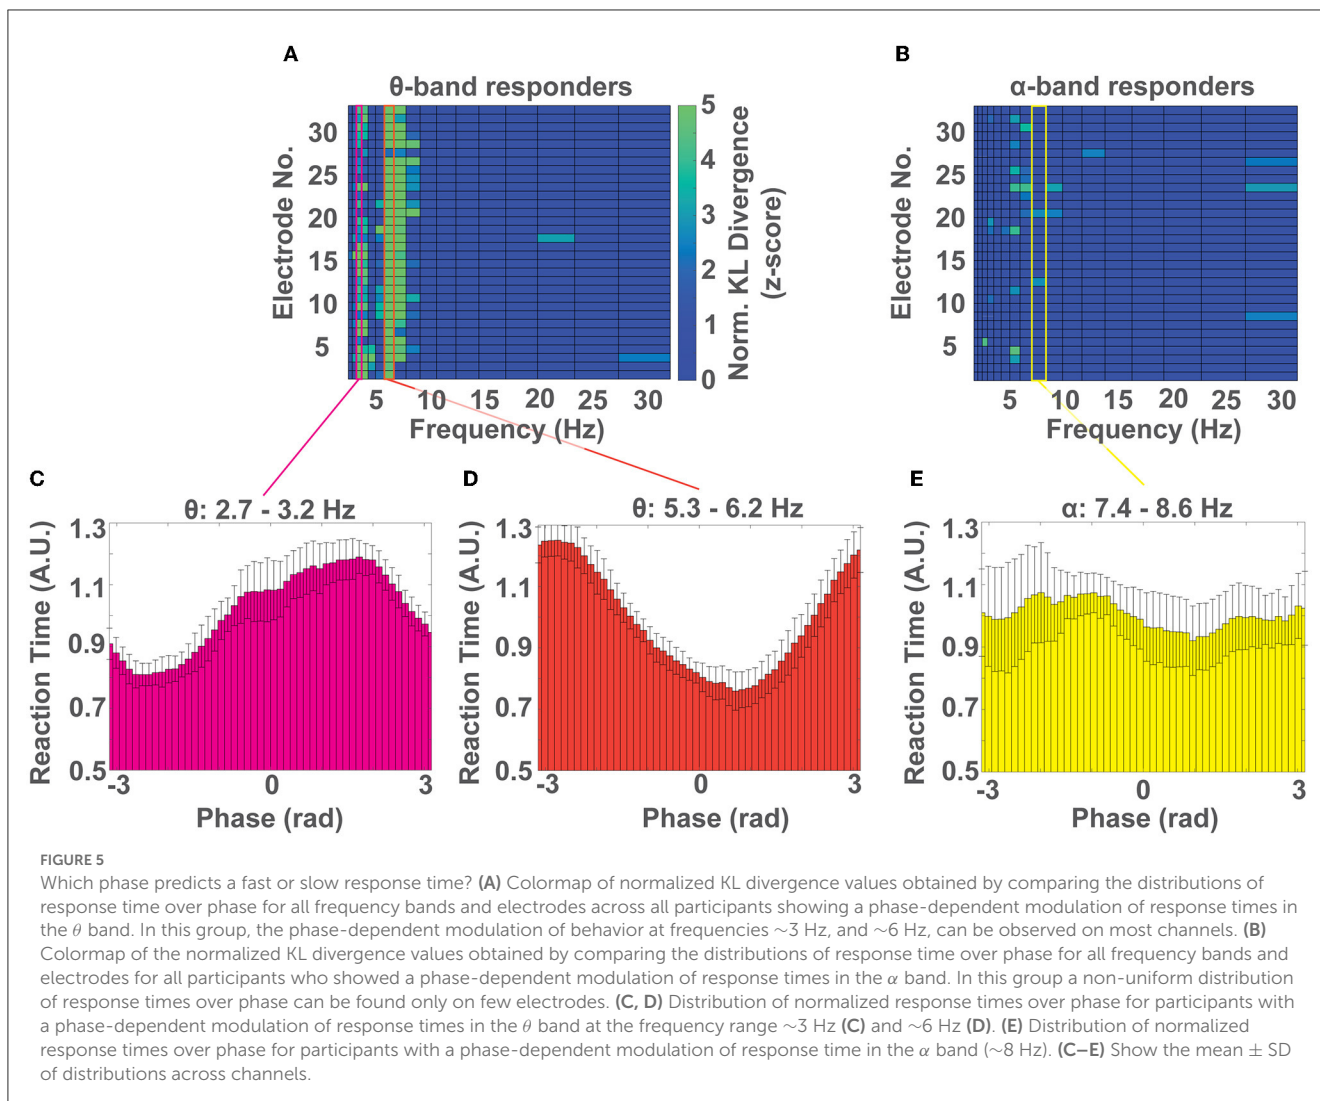 A
θ-band responders
Electrode No.
30
25
20
15
10
5
5 10 15 20 25 30
Frequency (Hz)
5
4
3
2
1
0
Norm. KL Divergence
(z-score)
B
α-band responders
Electrode No.
30
25
20
15
10
5
5 10 15 20 25 30
Frequency (Hz)
C
θ: 2.7 - 3.2 Hz
Reaction Time (A.U.)
1.3
1.1
0.9
0.7
0.5
-3 0 3
Phase (rad)
D
θ: 5.3 - 6.2 Hz
Reaction Time (A.U.)
1.3
1.1
0.9
0.7
0.5
-3 0 3
Phase (rad)
E
α: 7.4 - 8.6 Hz
Reaction Time (A.U.)
1.3
1.1
0.9
0.7
0.5
-3 0 3
Phase (rad)
FIGURE 5
Which phase predicts a fast or slow response time? (A) Colormap of normalized KL divergence values obtained by comparing the distributions of
response time over phase for all frequency bands and electrodes across all participants showing a phase-dependent modulation of response times in
the θ band. In this group, the phase-dependent modulation of behavior at frequencies ∼3 Hz, and ∼6 Hz, can be observed on most channels. (B)
Colormap of the normalized KL divergence values obtained by comparing the distributions of response time over phase for all frequency bands and
electrodes for all participants who showed a phase-dependent modulation of response times in the α band. In this group a non-uniform distribution
of response times over phase can be found only on few electrodes. (C, D) Distribution of normalized response times over phase for participants with
a phase-dependent modulation of response times in the θ band at the frequency range ∼3 Hz (C) and ∼6 Hz (D). (E) Distribution of normalized
response times over phase for participants with a phase-dependent modulation of response time in the α band (∼8 Hz). (C–E) Show the mean ± SD
of distributions across channels.